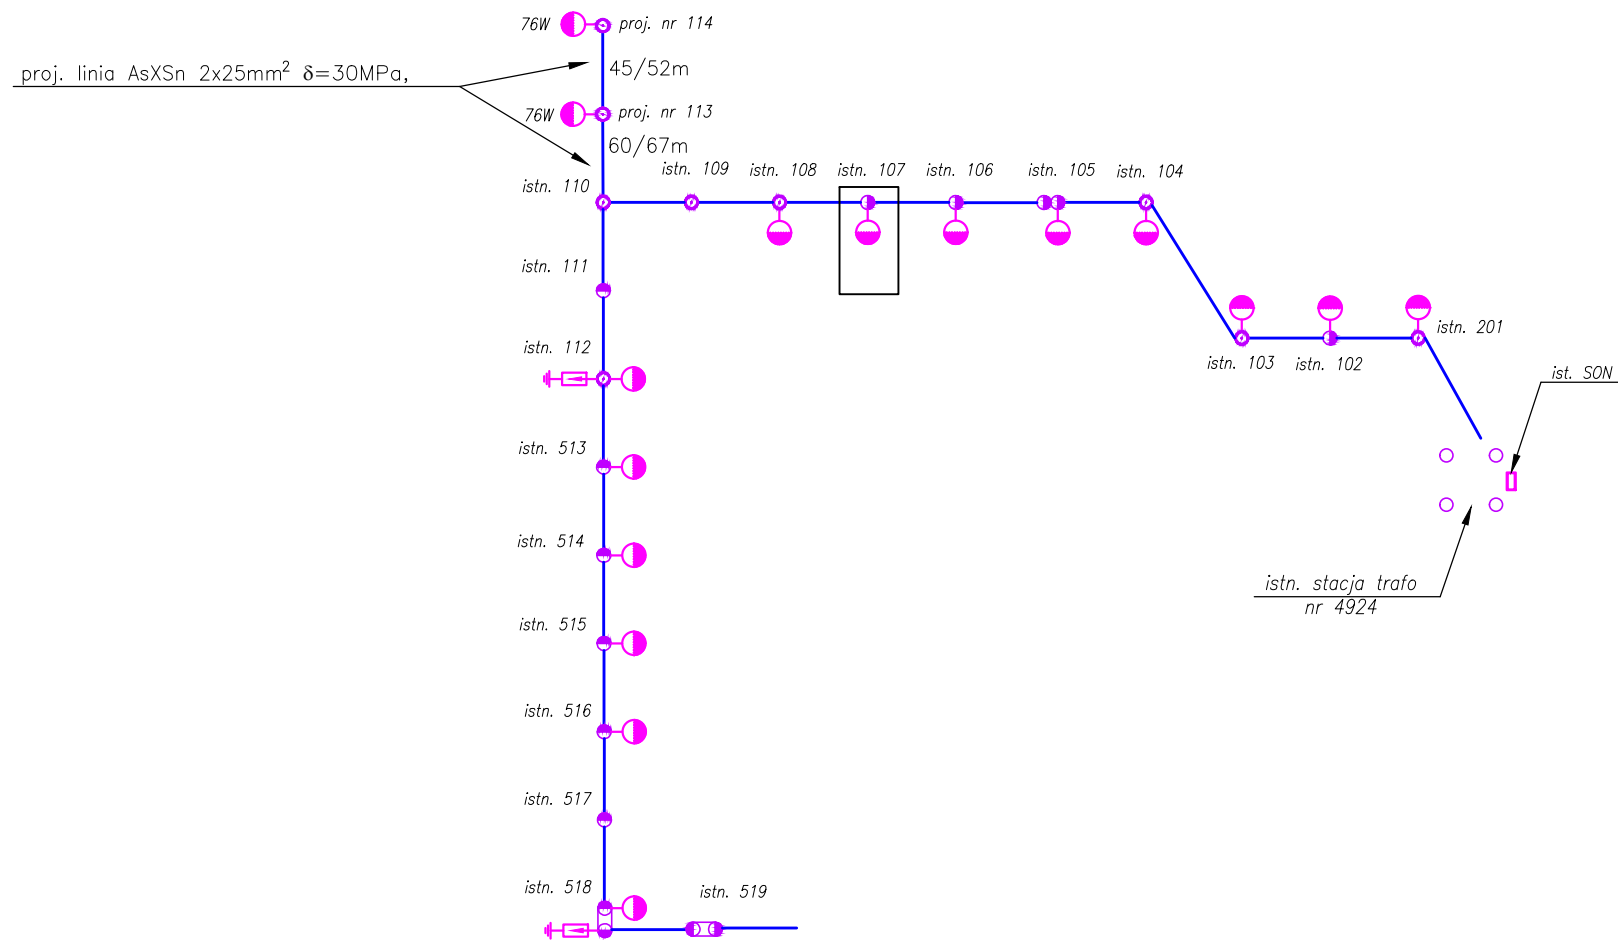 76W proj. nr 114
proj. linia AsXSn 2x25mm² δ=30MPa,
45/52m
76W proj. nr 113
60/67m
istn. 109 istn. 108 istn. 107 istn. 106 istn. 105 istn. 104
istn. 110
istn. 111
istn. 201
istn. 112
istn. 103 istn. 102
ist. SON
istn. 513
istn. 514
istn. stacja trafo
nr 4924
istn. 515
istn. 516
istn. 517
istn. 518 istn. 519